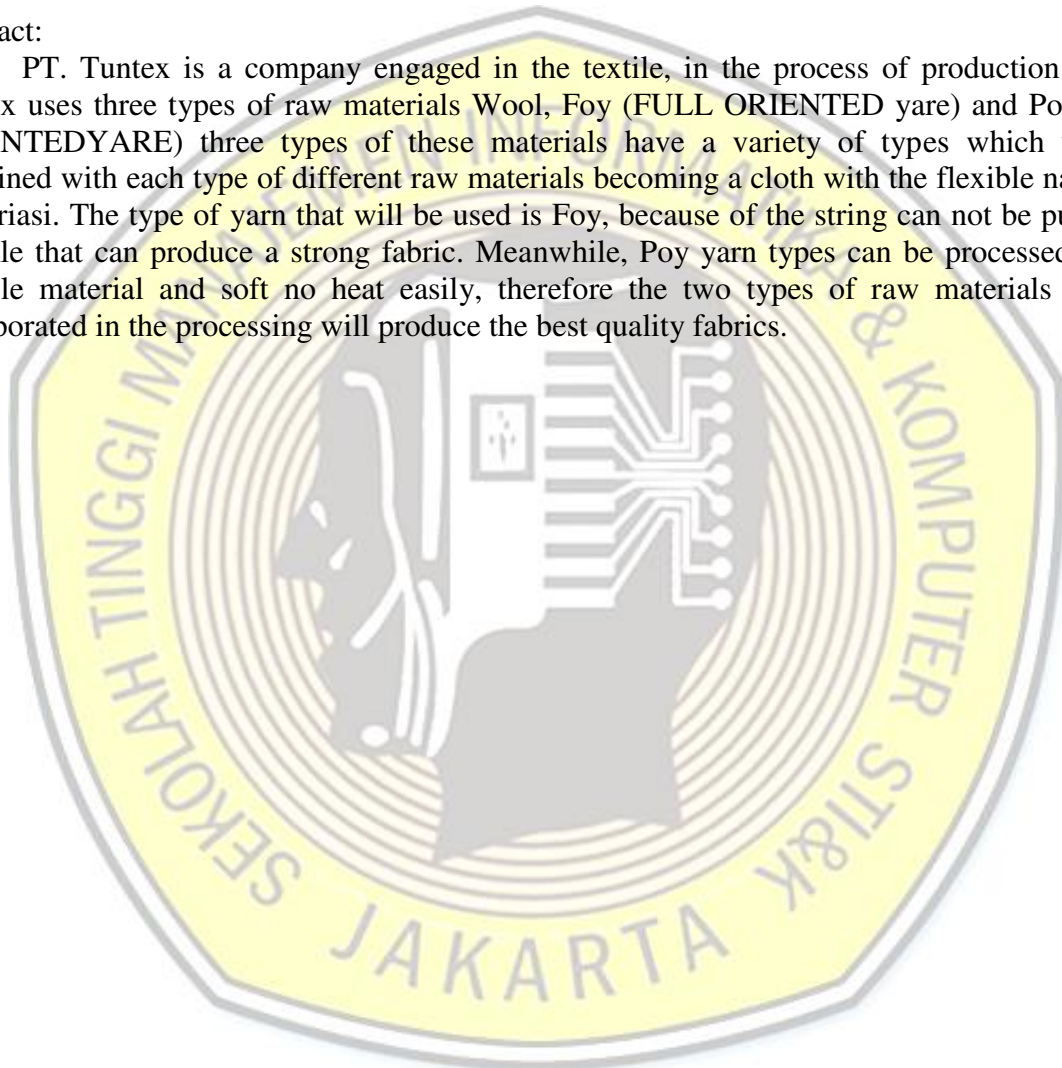 act:
PT. Tuntex is a company engaged in the textile, in the process of production
x uses three types of raw materials Wool, Foy (FULL ORIENTED yare) and Po
NTEDYARE) three types of these materials have a variety of types which
ined with each type of different raw materials becoming a cloth with the flexible na
riasi. The type of yarn that will be used is Foy, because of the string can not be pu
le that can produce a strong fabric. Meanwhile, Poy yarn types can be processed
le material and soft no heat easily, therefore the two types of raw materials
porated in the processing will produce the best quality fabrics.
SEKOLAH TINGGI MANAJEMEN INFORMATIKA & KOMPUTER STI&K
JAKARTA